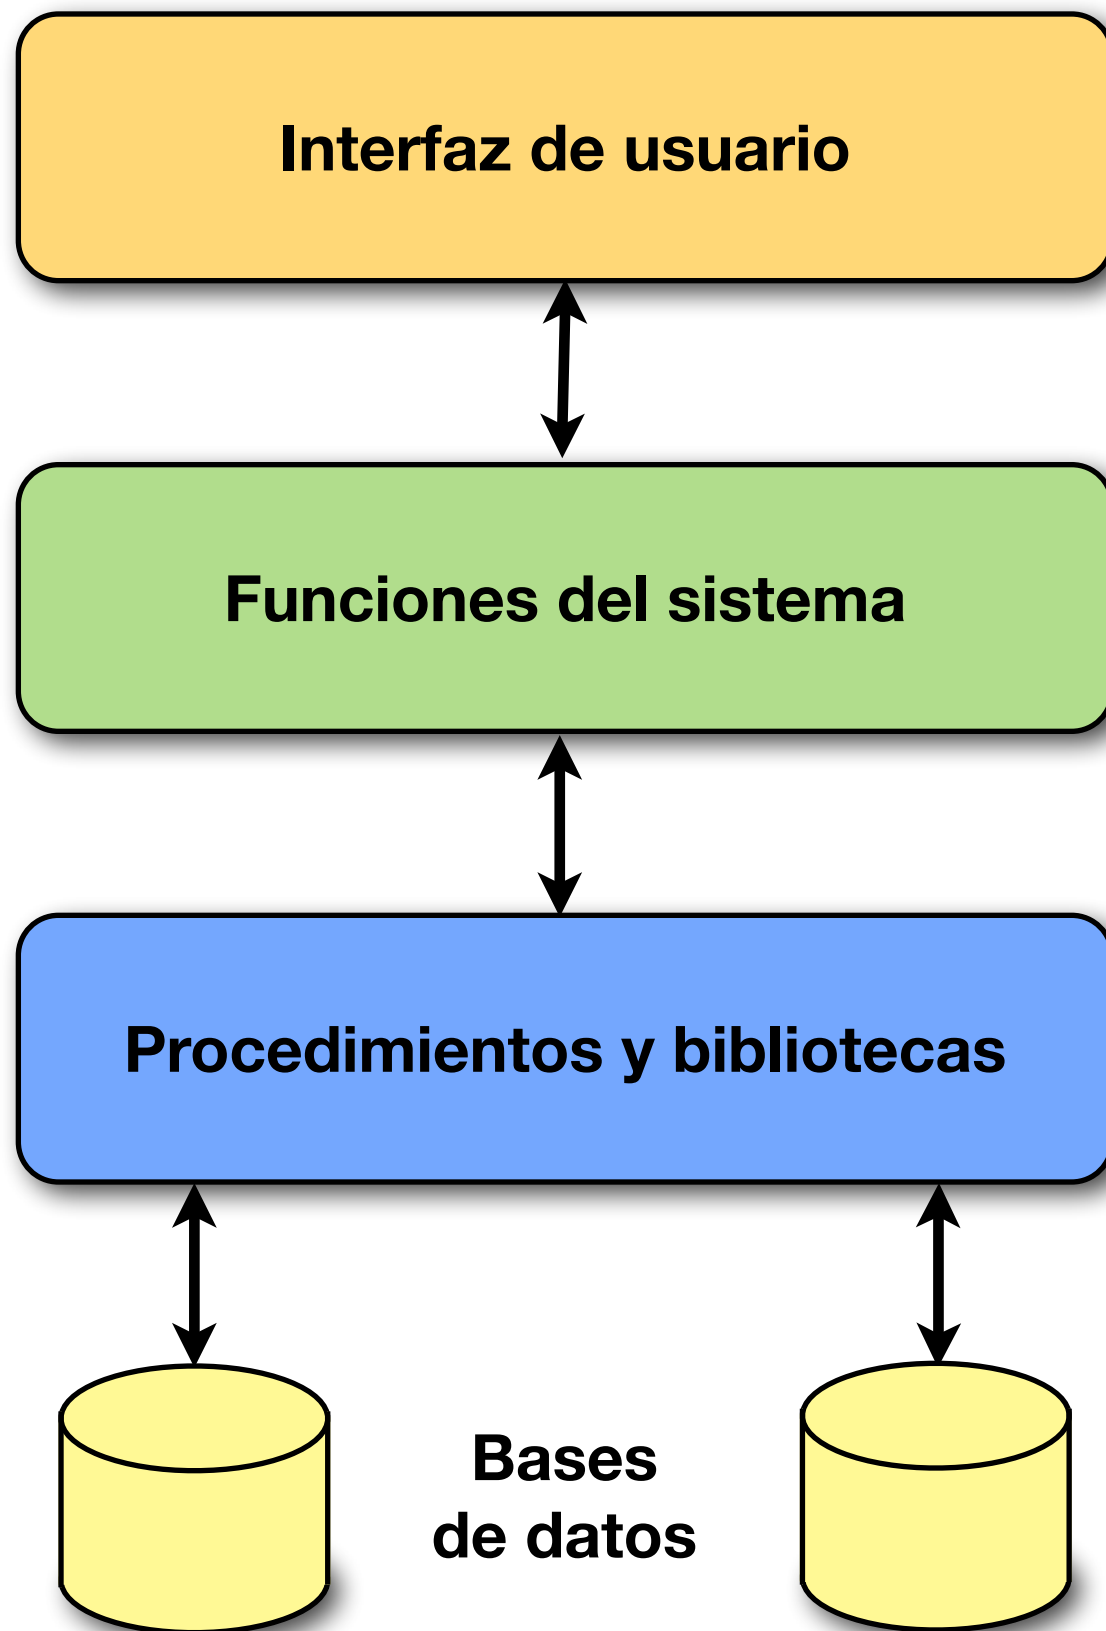 Interfaz de usuario
Funciones del sistema
Procedimientos y bibliotecas
Bases
de datos